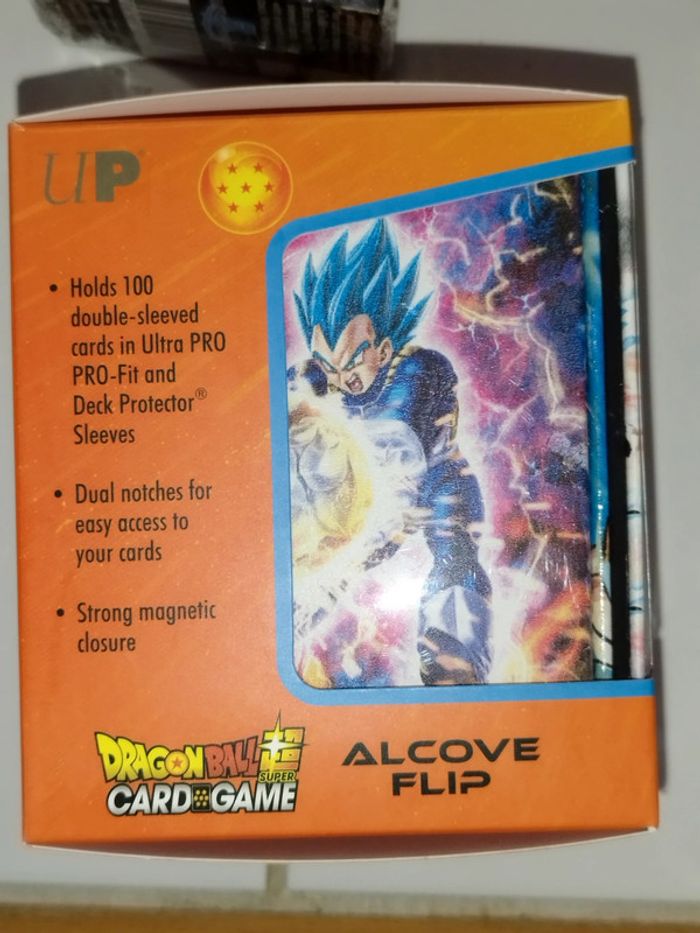 UP
• Holds 100
double-sleeved
cards in Ultra PRO
PRO-Fit and
Deck Protector®
Sleeves
• Dual notches for
easy access to
your cards
• Strong magnetic
closure
DRAGON BALL 超
SUPER
CARD GAME
ALCOVE
FLIP